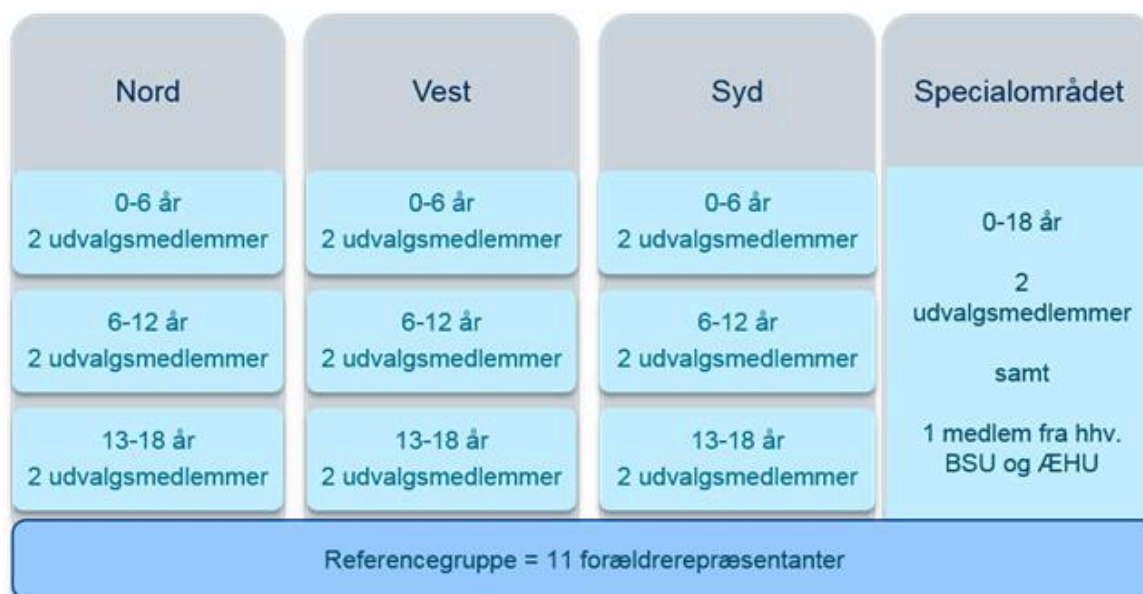 Nord
0-6 år
2 udvalgsmedlemmer
6-12 år
2 udvalgsmedlemmer
13-18 år
2 udvalgsmedlemmer
Vest
0-6 år
2 udvalgsmedlemmer
6-12 år
2 udvalgsmedlemmer
13-18 år
2 udvalgsmedlemmer
Syd
0-6 år
2 udvalgsmedlemmer
6-12 år
2 udvalgsmedlemmer
13-18 år
2 udvalgsmedlemmer
Specialområdet
0-18 år
2
udvalgsmedlemmer
samt
1 medlem fra hhv.
BSU og ÆHU
Referencegruppe = 11 forældrerepræsentanter